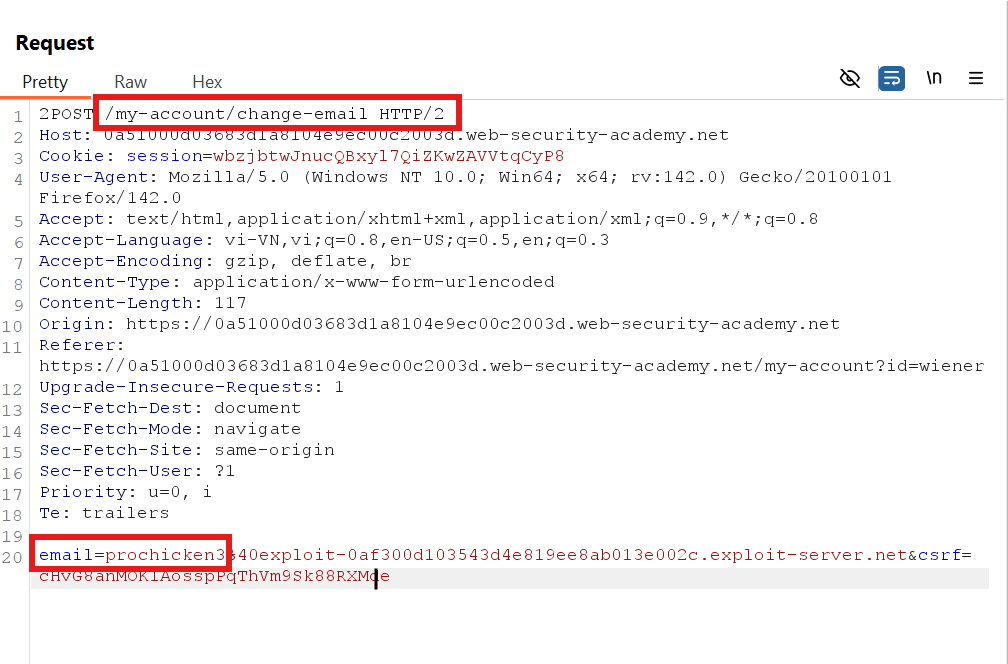 Request
Pretty Raw Hex \n
1 2POST /my-account/change-email HTTP/2
2 Host: 0a51000d03683d1a8104e9ec00c2003d.web-security-academy.net
3 Cookie: session=wbzjbtwJnucQBxyl7QiZKwZAVVtqCyP8
4 User-Agent: Mozilla/5.0 (Windows NT 10.0; Win64; x64; rv:142.0) Gecko/20100101
Firefox/142.0
5 Accept: text/html,application/xhtml+xml,application/xml;q=0.9,*/*;q=0.8
6 Accept-Language: vi-VN,vi;q=0.8,en-US;q=0.5,en;q=0.3
7 Accept-Encoding: gzip, deflate, br
8 Content-Type: application/x-www-form-urlencoded
9 Content-Length: 117
10 Origin: https://0a51000d03683d1a8104e9ec00c2003d.web-security-academy.net
11 Referer:
https://0a51000d03683d1a8104e9ec00c2003d.web-security-academy.net/my-account?id=wiener
12 Upgrade-Insecure-Requests: 1
13 Sec-Fetch-Dest: document
14 Sec-Fetch-Mode: navigate
15 Sec-Fetch-Site: same-origin
16 Sec-Fetch-User: ?1
17 Priority: u=0, i
18 Te: trailers
19
20 email=prochicken3%40exploit-0af300d103543d4e819ee8ab013e002c.exploit-server.net&csrf=